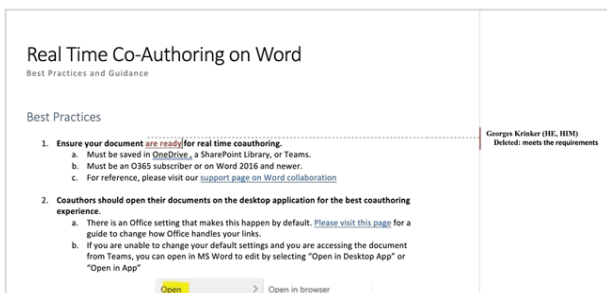 Real Time Co-Authoring on Word
Best Practices and Guidance
Best Practices
1. Ensure your document are ready for real time coauthoring.
a. Must be saved in OneDrive , a SharePoint Library, or Teams.
b. Must be an O365 subscriber or on Word 2016 and newer.
c. For reference, please visit our support page on Word collaboration
Georges Krinker (HE, HIM)
Deleted: meets the requirements
2. Coauthors should open their documents on the desktop application for the best coauthoring
experience.
a. There is an Office setting that makes this happen by default. Please visit this page for a
guide to change how Office handles your links.
b. If you are unable to change your default settings and you are accessing the document
from Teams, you can open in MS Word to edit by selecting “Open in Desktop App” or
“Open in App”
Open > Open in browser